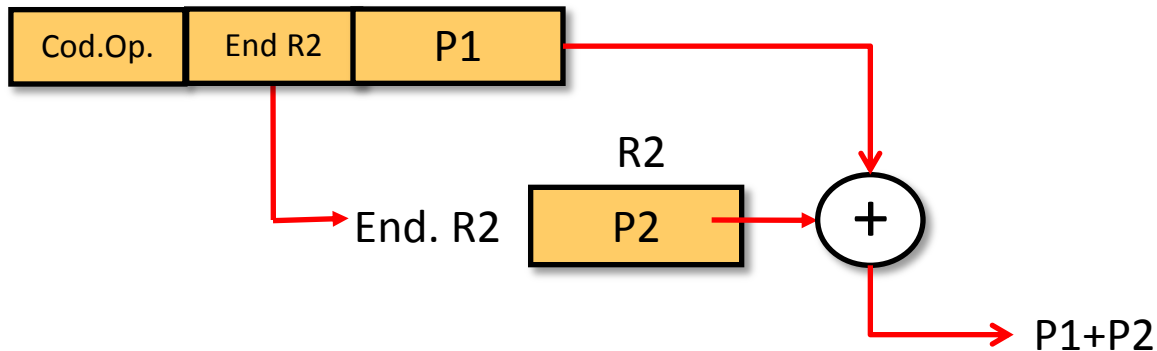 Cod.Op. End R2 P1
R2
End. R2 P2 +
P1+P2